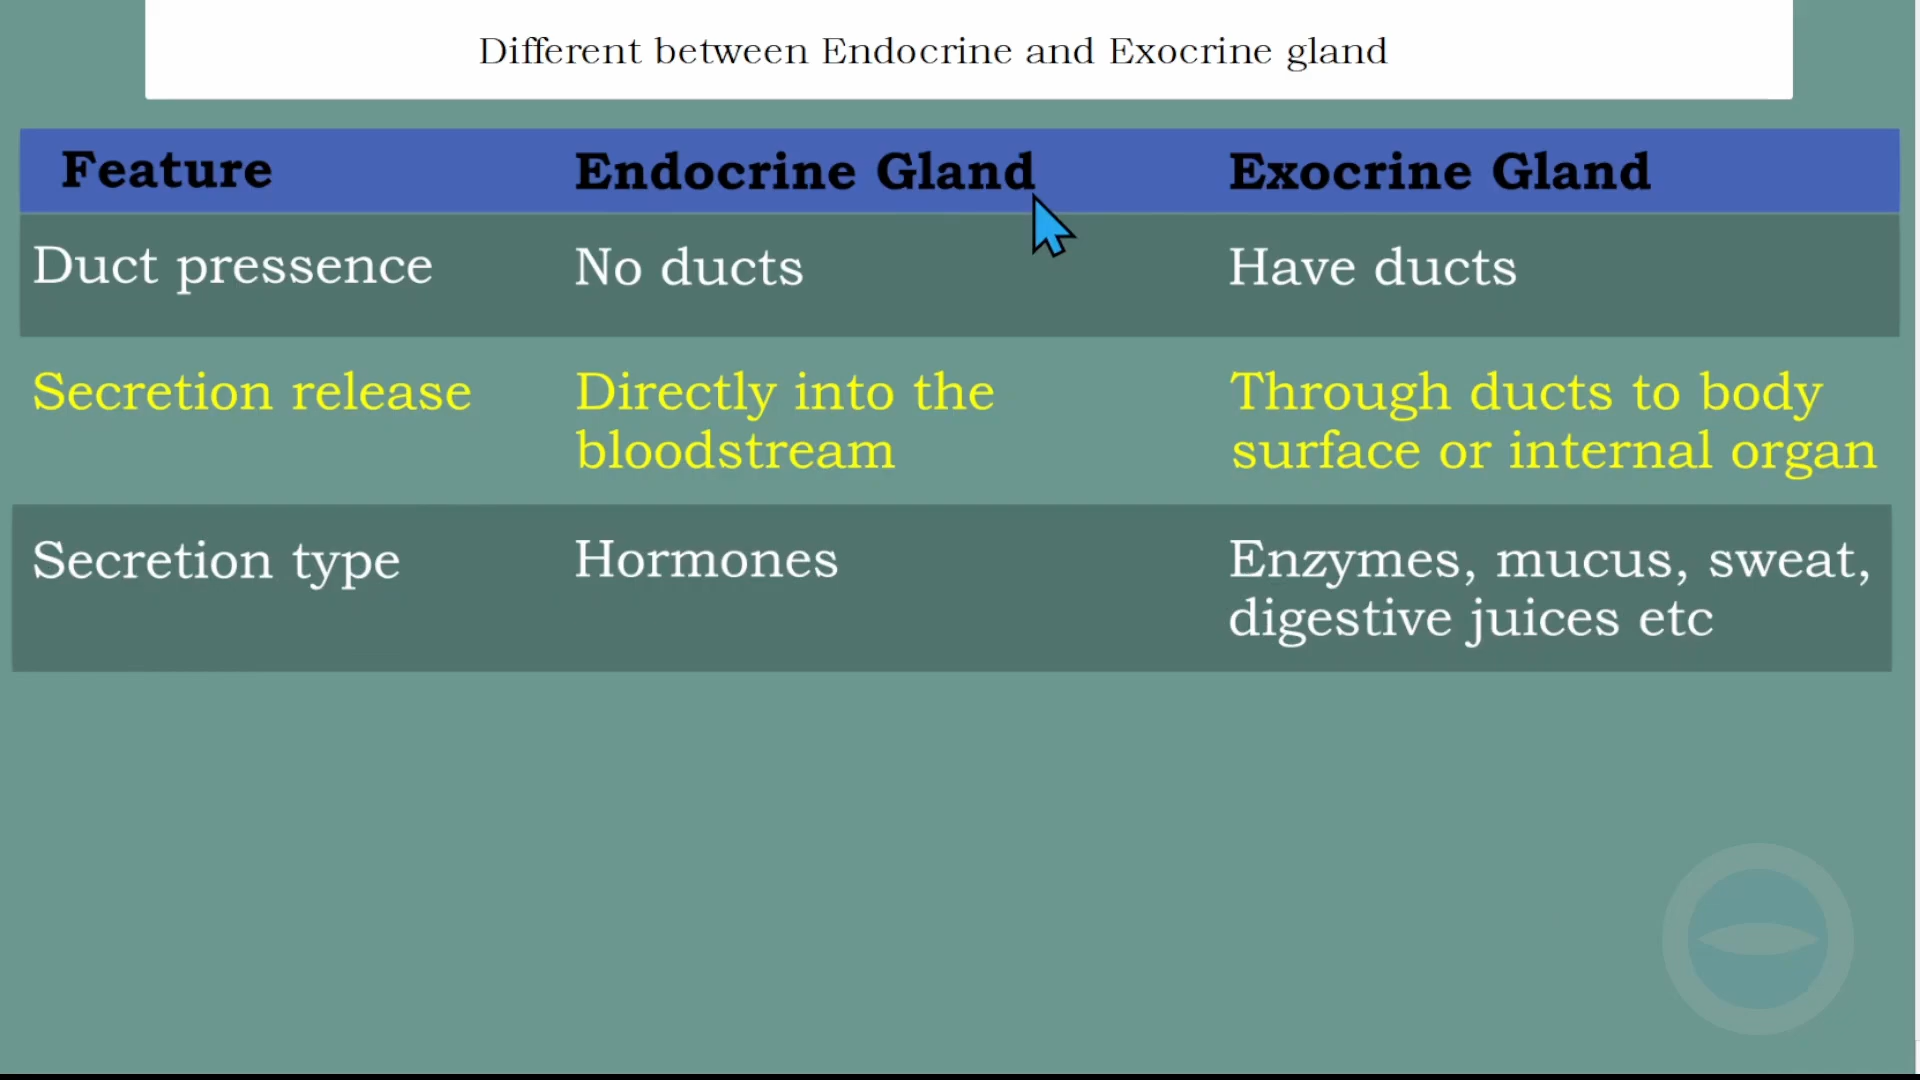 Different between Endocrine and Exocrine gland
Feature Endocrine Gland Exocrine Gland
Duct pressence No ducts Have ducts
Secretion release Directly into the Through ducts to body
bloodstream surface or internal organ
Secretion type Hormones Enzymes, mucus, sweat,
digestive juices etc